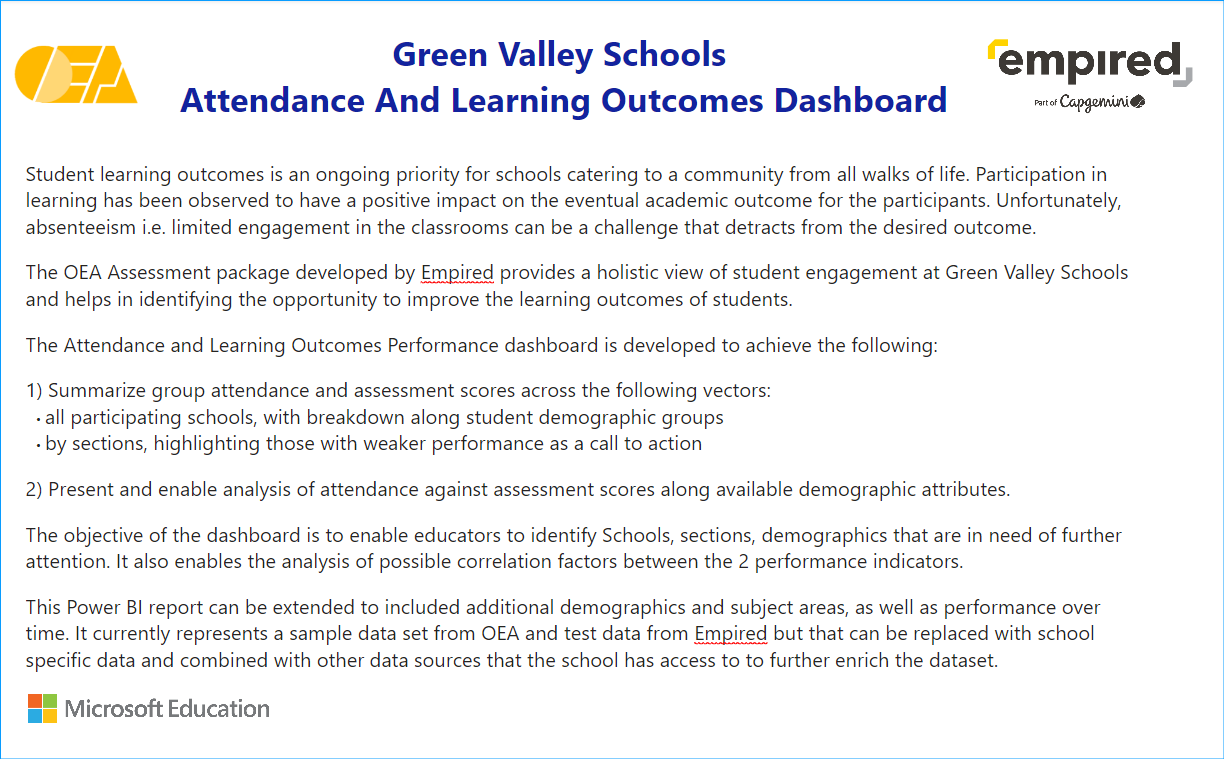 OEA
Green Valley Schools
Attendance And Learning Outcomes Dashboard
empired
Part of Capgemini
Student learning outcomes is an ongoing priority for schools catering to a community from all walks of life. Participation in
learning has been observed to have a positive impact on the eventual academic outcome for the participants. Unfortunately,
absenteeism i.e. limited engagement in the classrooms can be a challenge that detracts from the desired outcome.
The OEA Assessment package developed by Empired provides a holistic view of student engagement at Green Valley Schools
and helps in identifying the opportunity to improve the learning outcomes of students.
The Attendance and Learning Outcomes Performance dashboard is developed to achieve the following:
1) Summarize group attendance and assessment scores across the following vectors:
• all participating schools, with breakdown along student demographic groups
• by sections, highlighting those with weaker performance as a call to action
2) Present and enable analysis of attendance against assessment scores along available demographic attributes.
The objective of the dashboard is to enable educators to identify Schools, sections, demographics that are in need of further
attention. It also enables the analysis of possible correlation factors between the 2 performance indicators.
This Power BI report can be extended to included additional demographics and subject areas, as well as performance over
time. It currently represents a sample data set from OEA and test data from Empired but that can be replaced with school
specific data and combined with other data sources that the school has access to to further enrich the dataset.
Microsoft Education